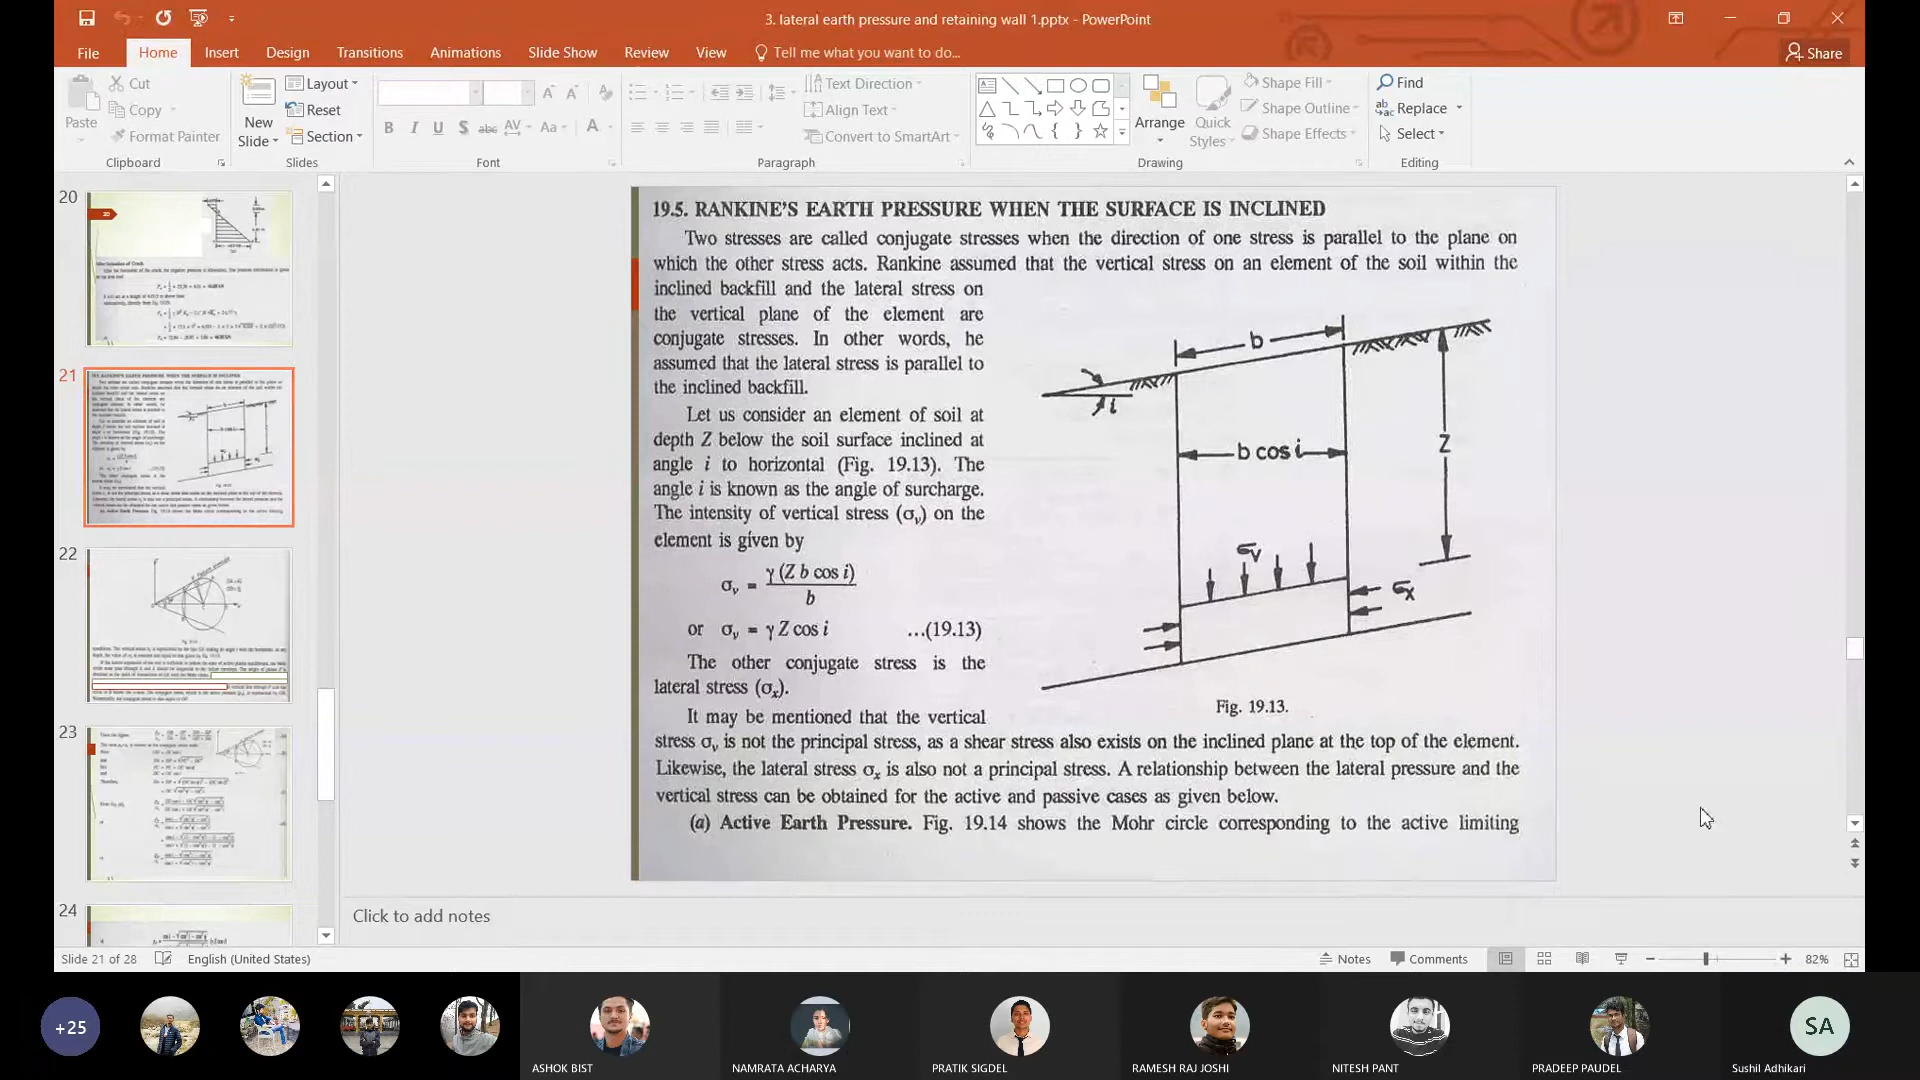 3. lateral earth pressure and retaining wall 1.pptx - PowerPoint
File Home Insert Design Transitions Animations Slide Show Review View Tell me what you want to do... Share
Paste Cut Copy Format Painter Clipboard
New Slide Layout Reset Section Slides
B I U S abc AV Aa A Font
Text Direction Align Text Convert to SmartArt Paragraph
Arrange Quick Styles Shape Fill Shape Outline Shape Effects Drawing
Find Replace Select Editing
20
21
22
23
24
19.5. RANKINE'S EARTH PRESSURE WHEN THE SURFACE IS INCLINED
Two stresses are called conjugate stresses when the direction of one stress is parallel to the plane on
which the other stress acts. Rankine assumed that the vertical stress on an element of the soil within the
inclined backfill and the lateral stress on
the vertical plane of the element are
conjugate stresses. In other words, he
assumed that the lateral stress is parallel to
the inclined backfill.
Let us consider an element of soil at
depth Z below the soil surface inclined at
angle i to horizontal (Fig. 19.13). The
angle i is known as the angle of surcharge.
The intensity of vertical stress (σv) on the
element is given by
σv = γ (Z b cos i) / b
or σv = γ Z cos i ...(19.13)
The other conjugate stress is the
lateral stress (σx).
It may be mentioned that the vertical
b
i
b cos i
Z
σv
σx
Fig. 19.13.
stress σv is not the principal stress, as a shear stress also exists on the inclined plane at the top of the element.
Likewise, the lateral stress σx is also not a principal stress. A relationship between the lateral pressure and the
vertical stress can be obtained for the active and passive cases as given below.
(a) Active Earth Pressure. Fig. 19.14 shows the Mohr circle corresponding to the active limiting
Click to add notes
Slide 21 of 28 English (United States) Notes Comments 82%
+25
SA
ASHOK BIST NAMRATA ACHARYA PRATIK SIGDEL RAMESH RAJ JOSHI NITESH PANT PRADEEP PAUDEL Sushil Adhikari